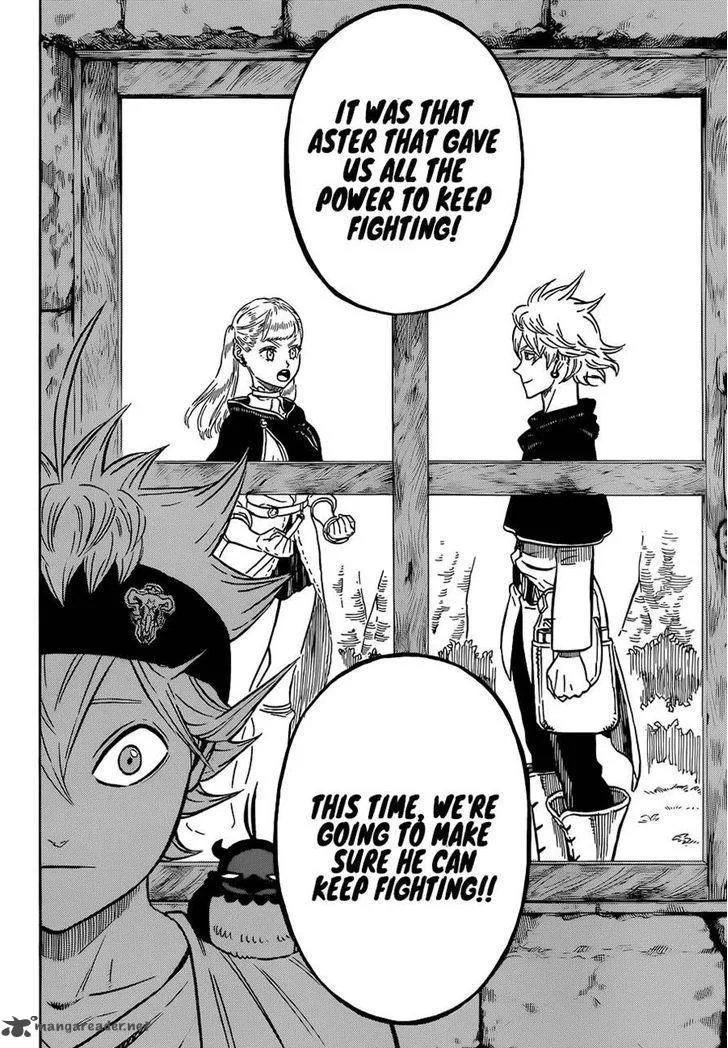 IT WAS THAT
ASTER THAT GAVE
US ALL THE
POWER TO KEEP
FIGHTING!
THIS TIME, WE'RE
GOING TO MAKE
SURE HE CAN
KEEP FIGHTING!!
mangareader.net